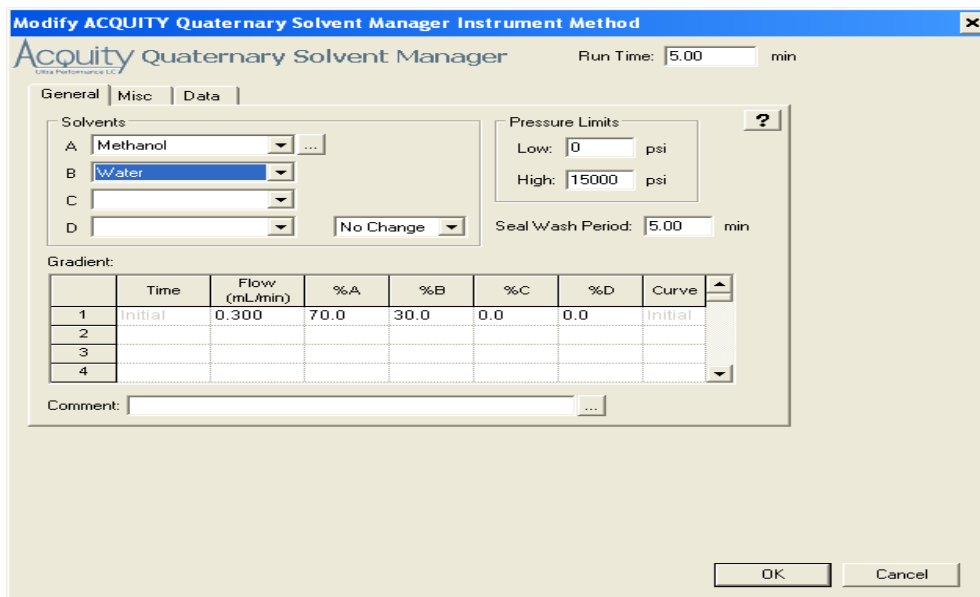 Modify ACQUITY Quaternary Solvent Manager Instrument Method
ACQUITY Quaternary Solvent Manager
Ultra Performance LC
Run Time: 5.00 min
General Misc Data
Solvents
A Methanol ...
B Water
C
D No Change
Pressure Limits
Low: 0 psi
High: 15000 psi
?
Seal Wash Period: 5.00 min
Gradient:
Time Flow (mL/min) %A %B %C %D Curve
1 Initial 0.300 70.0 30.0 0.0 0.0 Initial
2
3
4
Comment: ...
OK Cancel